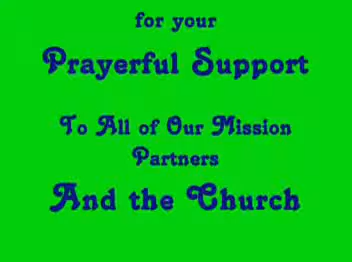 for your
Prayerful Support
To All of Our Mission
Partners
And the Church